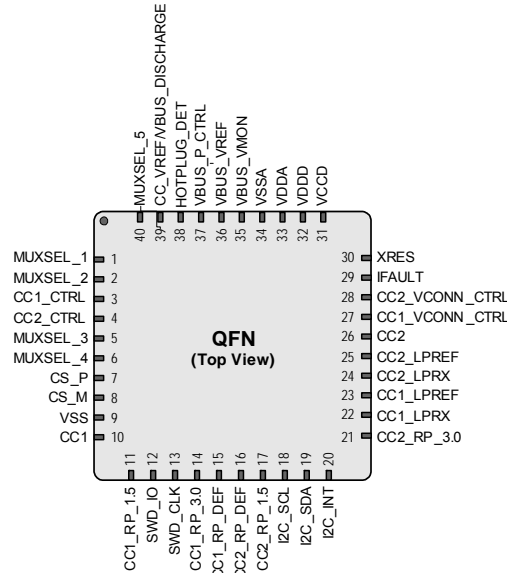 MUXSEL_5
CC_VREF/VBUS_DISCHARGE
HOTPLUG_DET
VBUS_P_CTRL
VBUS_VREF
VBUS_VMON
VSSA
VDDA
VDDD
VCCD
40
39
38
37
36
35
34
33
32
31
MUXSEL_1 1
MUXSEL_2 2
CC1_CTRL 3
CC2_CTRL 4
MUXSEL_3 5
MUXSEL_4 6
CS_P 7
CS_M 8
VSS 9
CC1 10
QFN
(Top View)
30 XRES
29 IFAULT
28 CC2_VCONN_CTRL
27 CC1_VCONN_CTRL
26 CC2
25 CC2_LPREF
24 CC2_LPRX
23 CC1_LPREF
22 CC1_LPRX
21 CC2_RP_3.0
11
12
13
14
15
16
17
18
19
20
CC1_RP_1.5
SWD_IO
SWD_CLK
CC1_RP_3.0
CC1_RP_DEF
CC2_RP_DEF
CC2_RP_1.5
I2C_SCL
I2C_SDA
I2C_INT